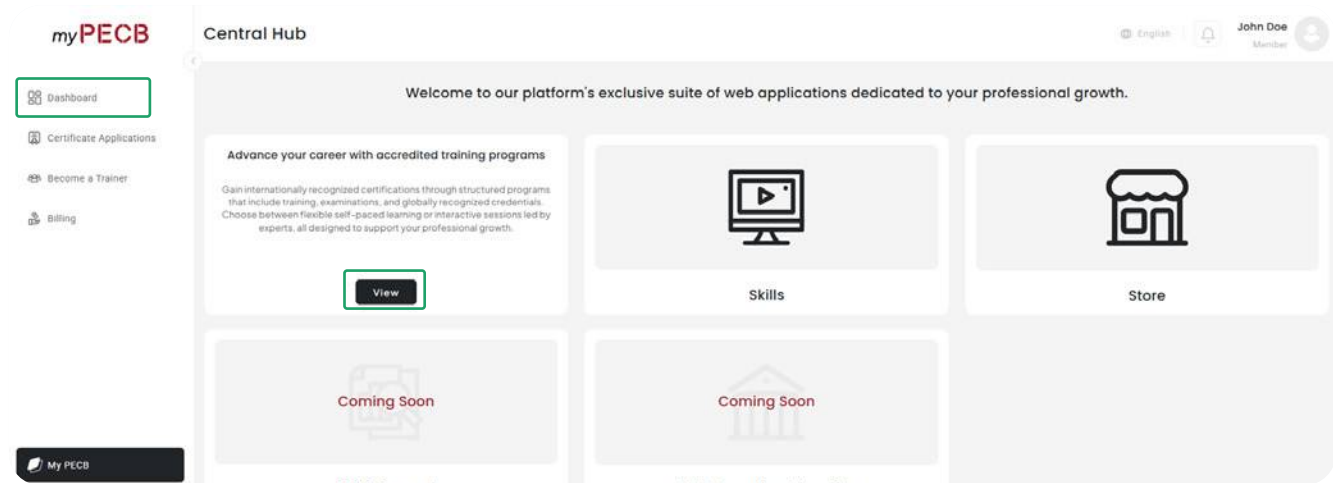 myPECB
Central Hub
English
John Doe
Member
Dashboard
Certificate Applications
Become a Trainer
Billing
My PECB
Welcome to our platform's exclusive suite of web applications dedicated to your professional growth.
Advance your career with accredited training programs
Gain internationally recognized certifications through structured programs
that include training, examinations, and globally recognized credentials.
Choose between flexible self-paced learning or interactive sessions led by
experts, all designed to support your professional growth.
View
Skills
Store
Coming Soon
Coming Soon